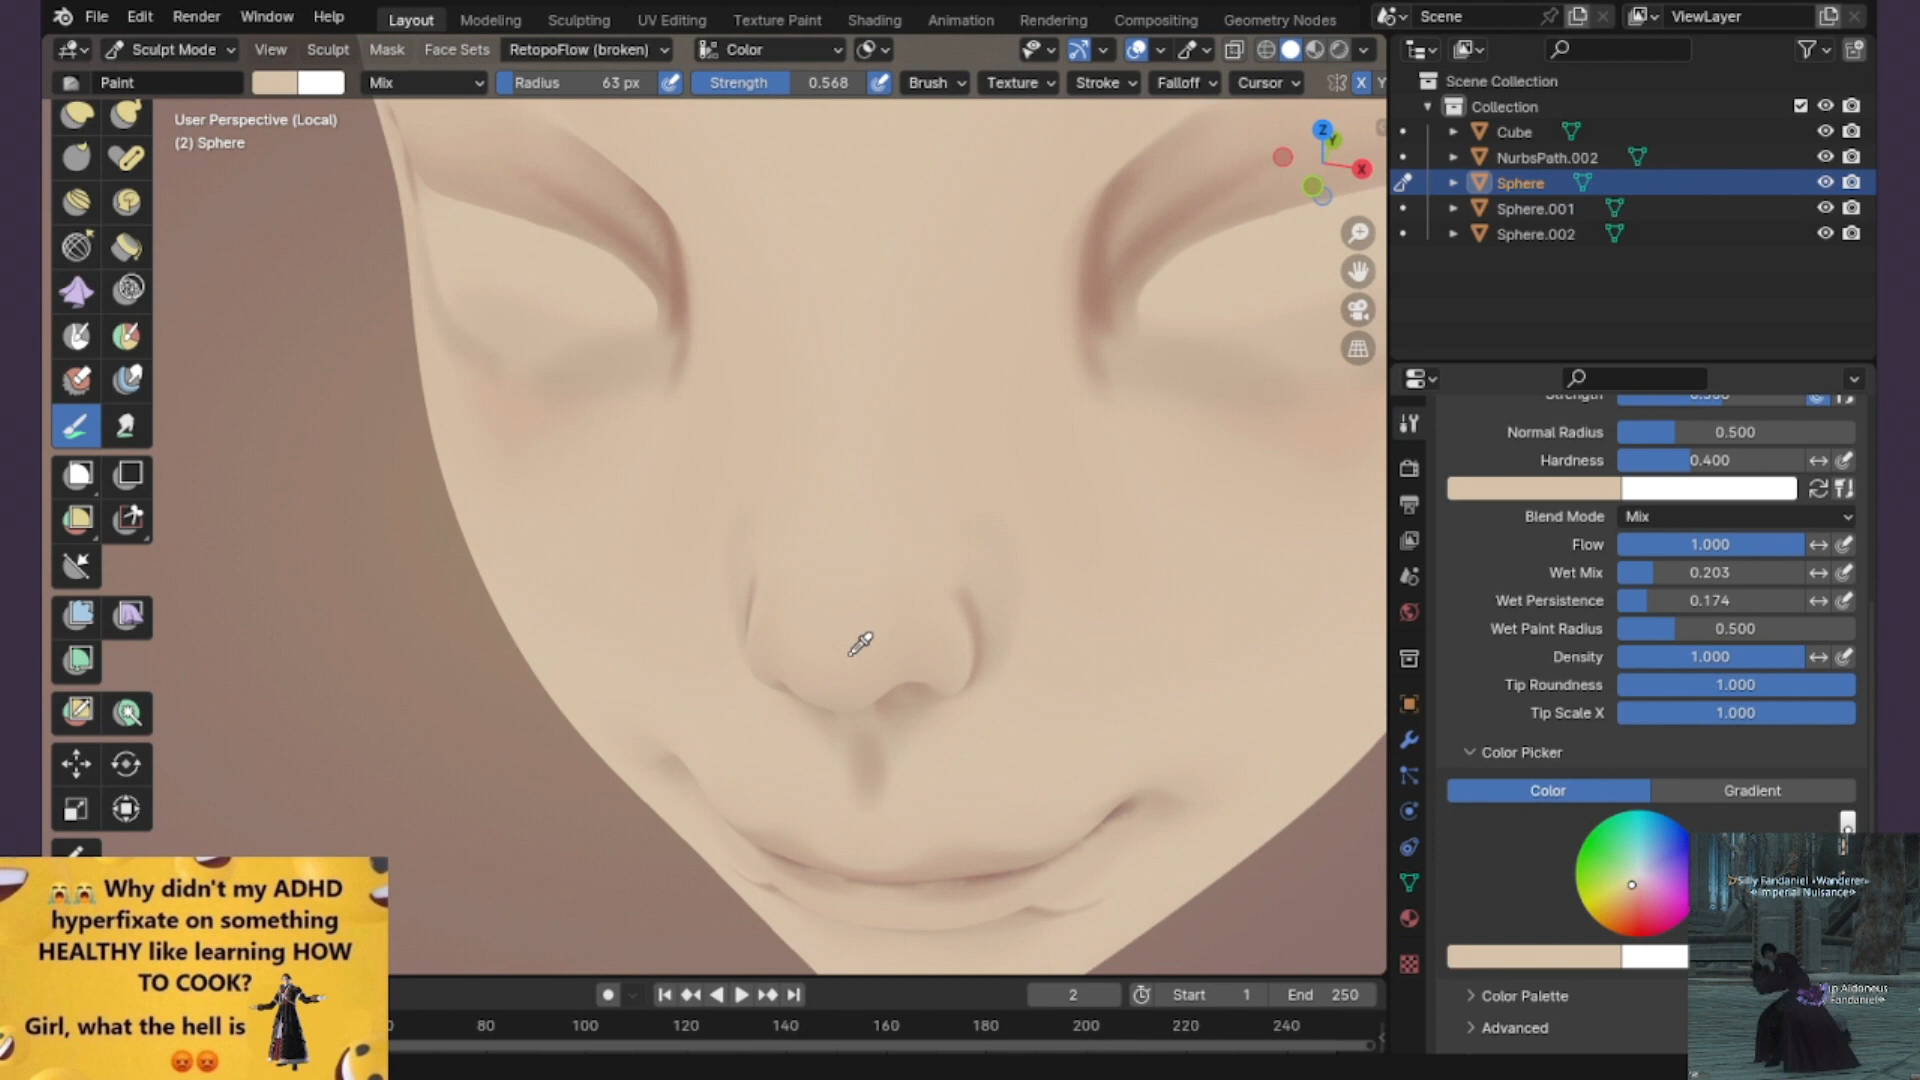 File Edit Render Window Help
Layout Modeling Sculpting UV Editing Texture Paint Shading Animation Rendering Compositing Geometry Nodes
Scene
ViewLayer
Sculpt Mode View Sculpt Mask Face Sets RetopoFlow (broken) Color
Paint Mix Radius 63 px Strength 0.568 Brush Texture Stroke Falloff Cursor X Y
User Perspective (Local)
(2) Sphere
Z
Y
X
Scene Collection
Collection
Cube
NurbsPath.002
Sphere
Sphere.001
Sphere.002
Normal Radius 0.500
Hardness 0.400
Blend Mode Mix
Flow 1.000
Wet Mix 0.203
Wet Persistence 0.174
Wet Paint Radius 0.500
Density 1.000
Tip Roundness 1.000
Tip Scale X 1.000
Color Picker
Color Gradient
Color Palette
Advanced
2 Start 1 End 250
80 100 120 140 160 180 200 220 240
Why didn't my ADHD
hyperfixate on something
HEALTHY like learning HOW
TO COOK?
Girl, what the hell is
Silly Fandaniel «Wanderer»
«Imperial Nuisance»